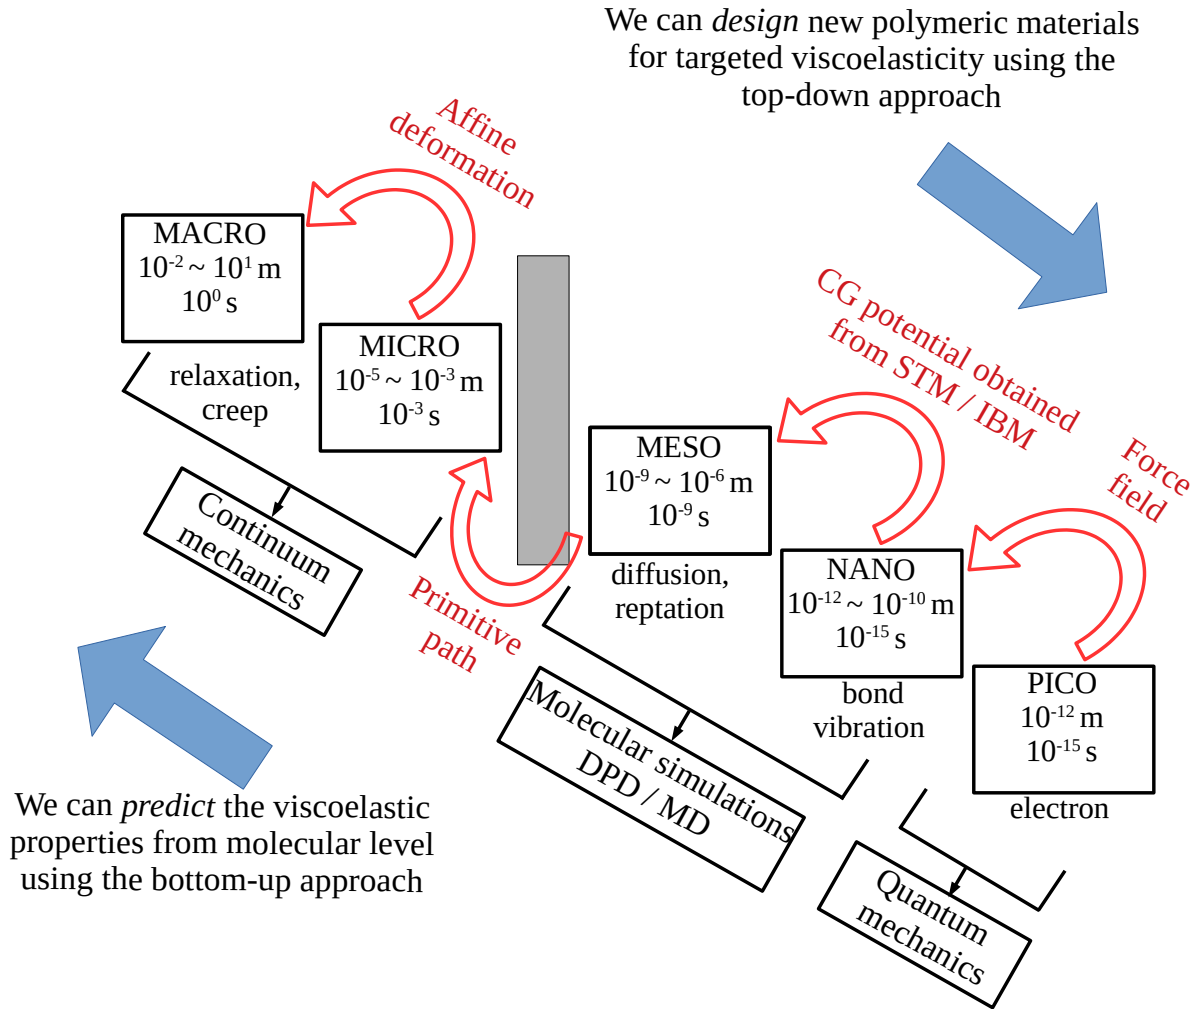 We can design new polymeric materials
for targeted viscoelasticity using the
top-down approach
Affine
deformation
MACRO
10⁻² ~ 10¹ m
10⁰ s
MICRO
10⁻⁵ ~ 10⁻³ m
10⁻³ s
relaxation,
creep
CG potential obtained
from STM / IBM
MESO
10⁻⁹ ~ 10⁻⁶ m
10⁻⁹ s
Force
field
Continuum
mechanics
diffusion,
reptation
NANO
10⁻¹² ~ 10⁻¹⁰ m
10⁻¹⁵ s
Primitive
path
bond
vibration
PICO
10⁻¹² m
10⁻¹⁵ s
electron
Molecular simulations
DPD / MD
We can predict the viscoelastic
properties from molecular level
using the bottom-up approach
Quantum
mechanics